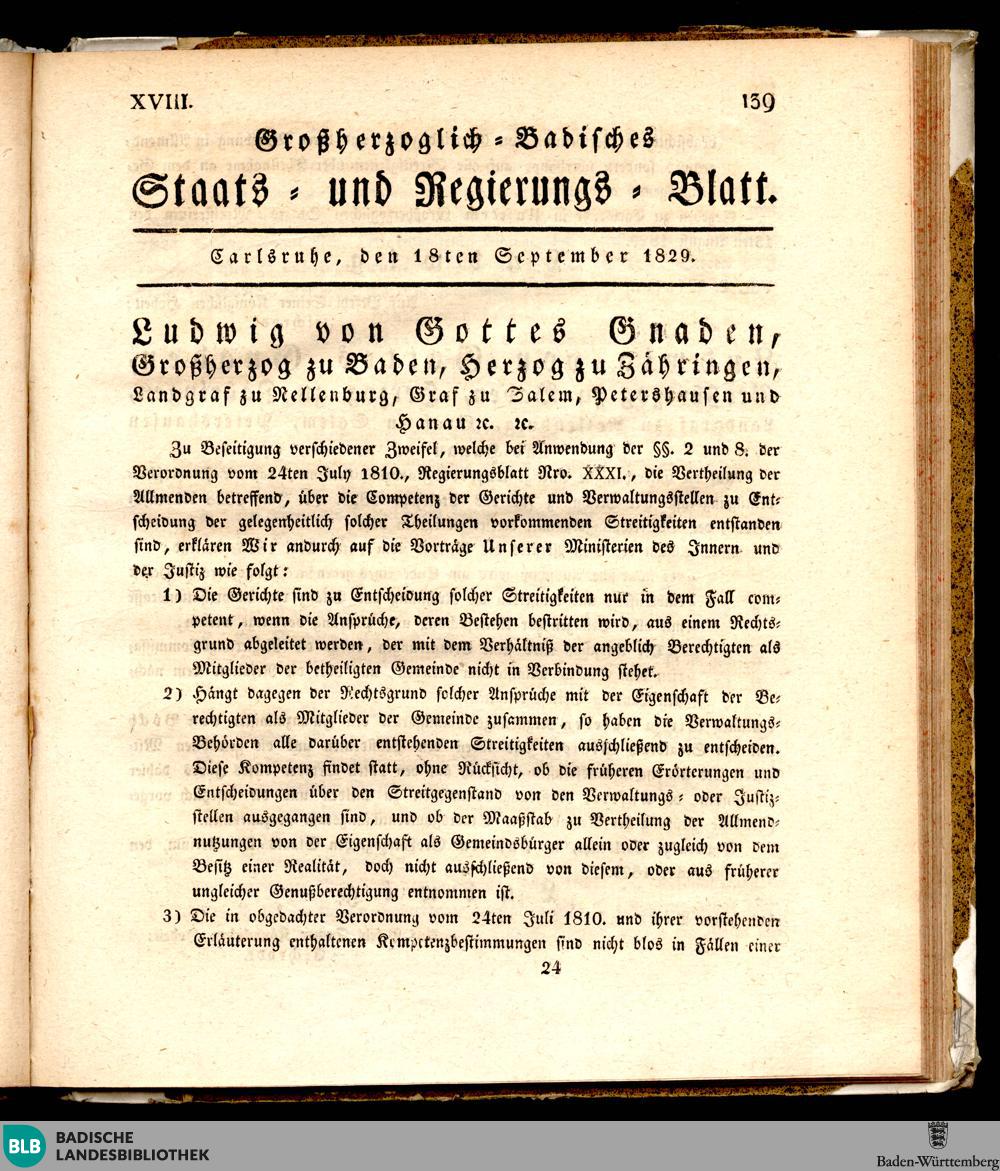 XVIII.
139
Großherzoglich-Badisches
Staats- und Regierungs-Blatt.
Carlsruhe, den 18ten September 1829.
Ludwig von Gottes Gnaden,
Großherzog zu Baden, Herzog zu Zähringen,
Landgraf zu Nellenburg, Graf zu Salem, Petershausen und
Hanau ꝛc. ꝛc.
Zu Beseitigung verschiedener Zweifel, welche bei Anwendung der §§. 2 und 8. der
Verordnung vom 24ten July 1810., Regierungsblatt Nro. XXXI., die Vertheilung der
Allmenden betreffend, über die Competenz der Gerichte und Verwaltungsstellen zu Ent-
scheidung der gelegenheitlich solcher Theilungen vorkommenden Streitigkeiten entstanden
sind, erklären Wir andurch auf die Vorträge Unserer Ministerien des Innern und
der Justiz wie folgt:
1) Die Gerichte sind zu Entscheidung solcher Streitigkeiten nur in dem Fall com-
petent, wenn die Ansprüche, deren Bestehen bestritten wird, aus einem Rechts-
grund abgeleitet werden, der mit dem Verhältniß der angeblich Berechtigten als
Mitglieder der betheiligten Gemeinde nicht in Verbindung stehet.
2) Hängt dagegen der Rechtsgrund solcher Ansprüche mit der Eigenschaft der Be-
rechtigten als Mitglieder der Gemeinde zusammen, so haben die Verwaltungs-
Behörden alle darüber entstehenden Streitigkeiten ausschließend zu entscheiden.
Diese Kompetenz findet statt, ohne Rücksicht, ob die früheren Erörterungen und
Entscheidungen über den Streitgegenstand von den Verwaltungs- oder Justiz-
stellen ausgegangen sind, und ob der Maaßstab zu Vertheilung der Allmend-
nutzungen von der Eigenschaft als Gemeindsbürger allein oder zugleich von dem
Besitz einer Realität, doch nicht ausschließend von diesem, oder aus früherer
ungleicher Genußberechtigung entnommen ist.
3) Die in obgedachter Verordnung vom 24ten Juli 1810. und ihrer vorstehenden
Erläuterung enthaltenen Kompetenzbestimmungen sind nicht blos in Fällen einer
24
BLB
BADISCHE
LANDESBIBLIOTHEK
Baden-Württemberg